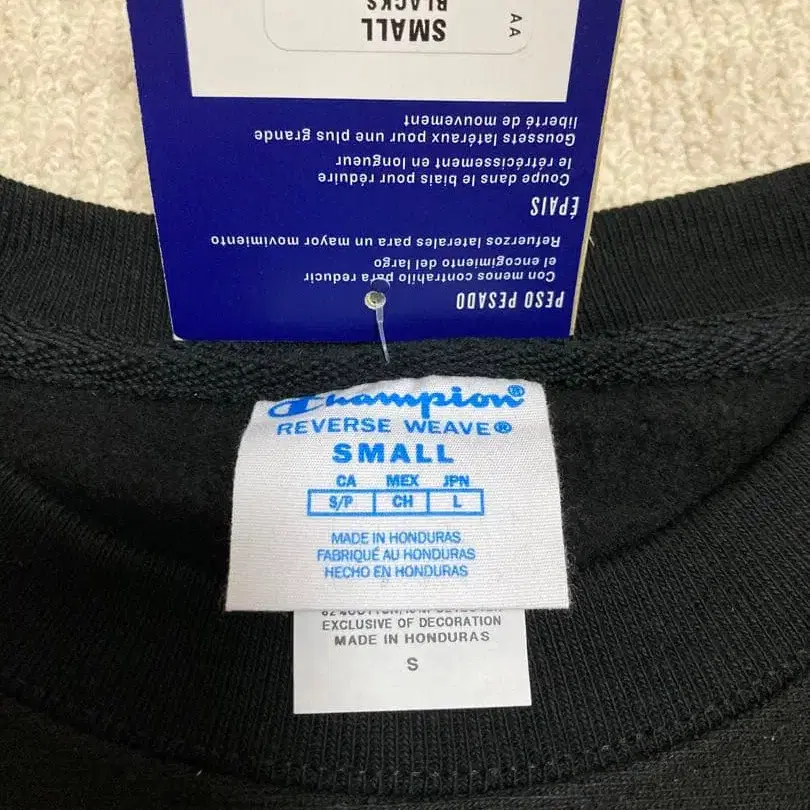 AA
BLACKS
SMALL
PESO PESADO
Con menos contrahilo para reducir
el encogimiento del largo
Refuerzos laterales para un mayor movimiento
ÉPAIS
Coupe dans le biais pour réduire
le rétrécissement en longueur
Goussets latéraux pour une plus grande
liberté de mouvement
Champion®
REVERSE WEAVE®
SMALL
CA MEX JPN
S/P CH L
MADE IN HONDURAS
FABRIQUÉ AU HONDURAS
HECHO EN HONDURAS
EXCLUSIVE OF DECORATION
MADE IN HONDURAS
S